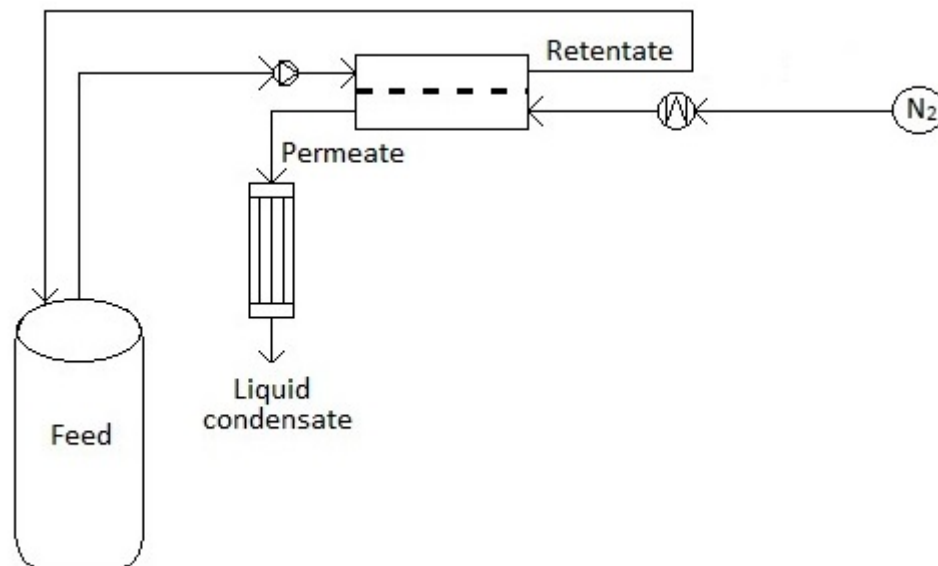 Retentate
N₂
Permeate
Liquid
condensate
Feed